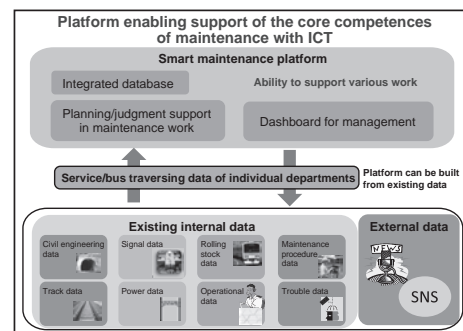 Platform enabling support of the core competences
of maintenance with ICT
Smart maintenance platform
Integrated database
Ability to support various work
Planning/judgment support
in maintenance work
Dashboard for management
Service/bus traversing data of individual departments
Platform can be built
from existing data
Existing internal data
External data
Civil engineering
data
Signal data
Rolling
stock
data
Maintenance
procedure
data
NEWS
Track data
Power data
Operational
data
Trouble data
SNS